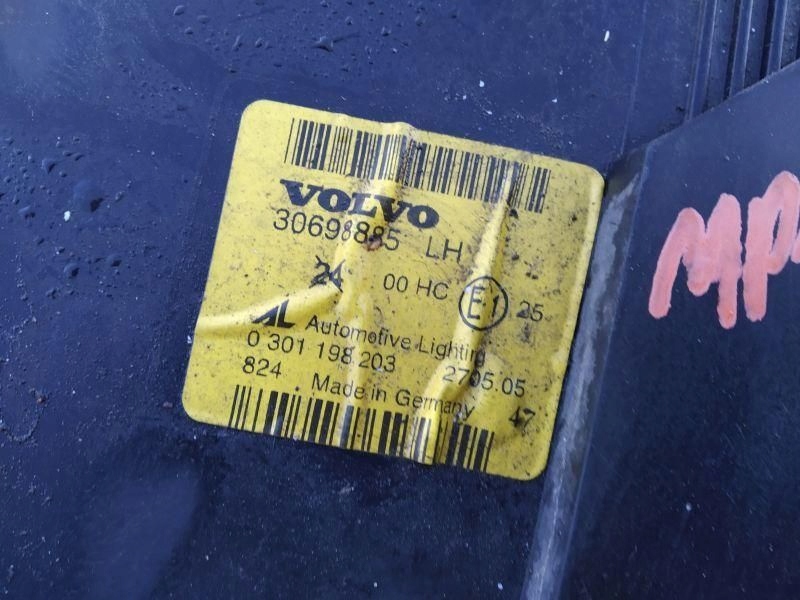 VOLVO
30698885 LH
24 00 HC E1 25
AL Automotive Lighting
0 301 198 203 2705.05
824 Made in Germany 47